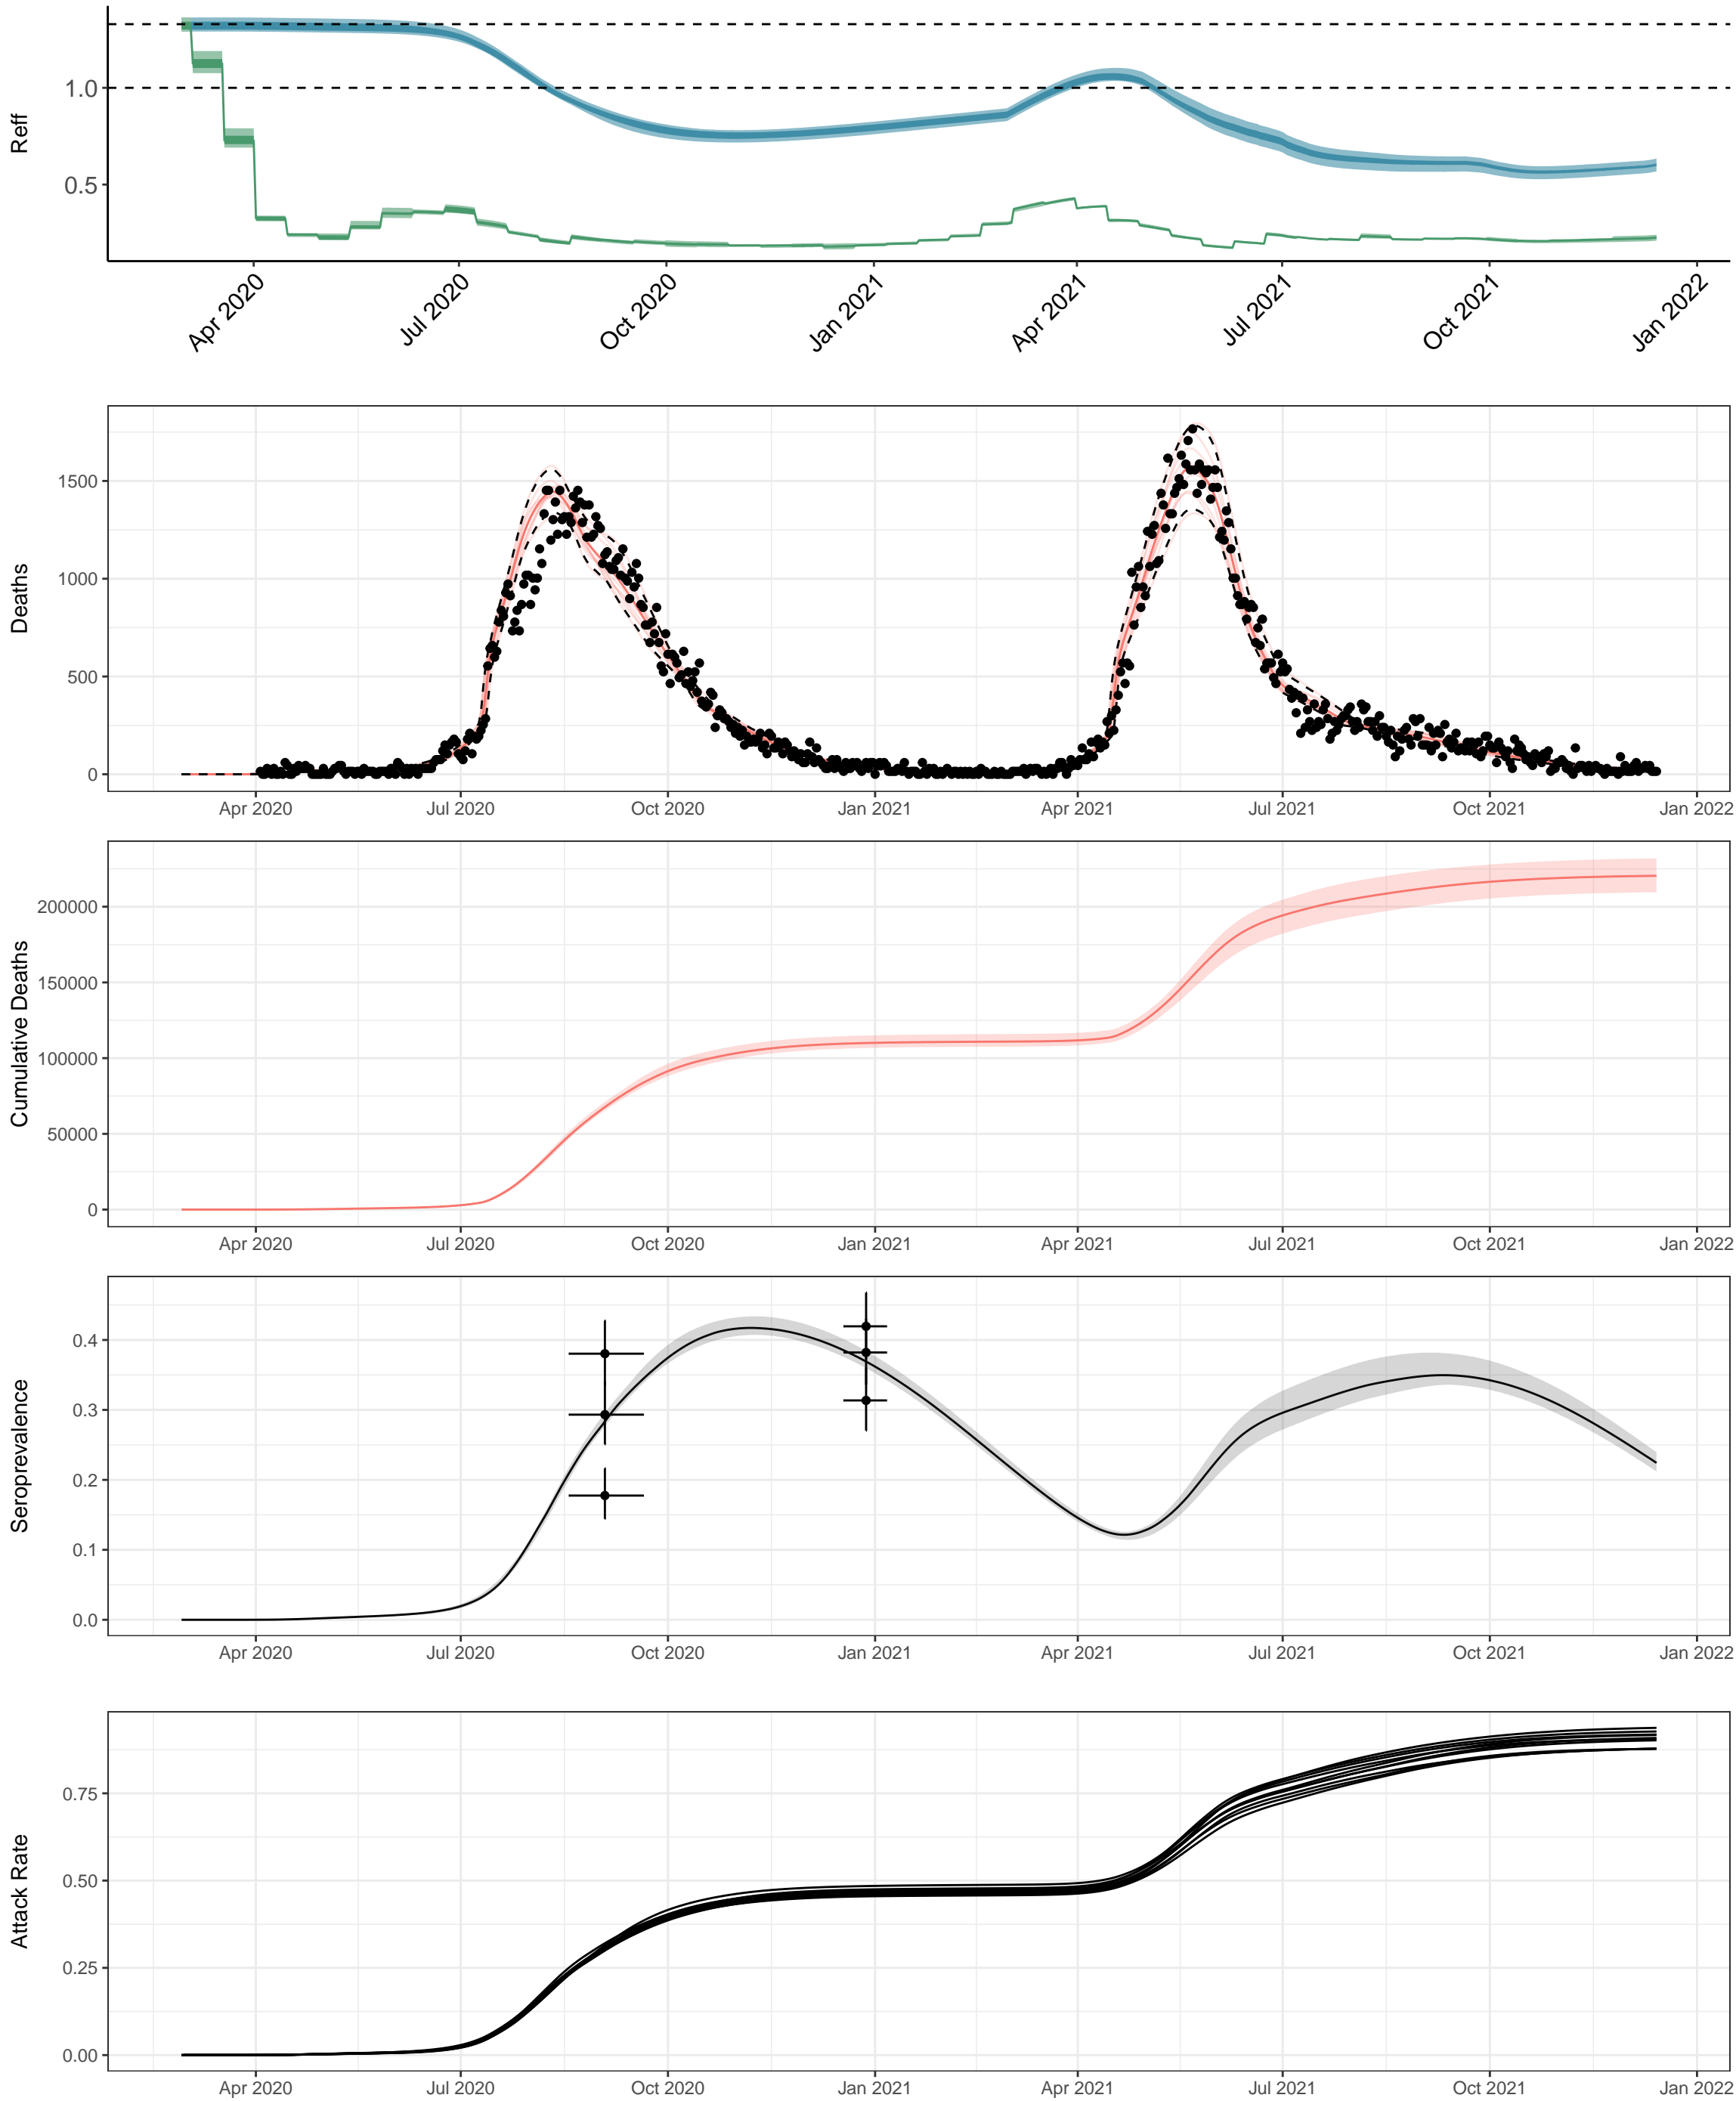 Reff
1.0
0.5
Apr 2020
Jul 2020
Oct 2020
Jan 2021
Apr 2021
Jul 2021
Oct 2021
Jan 2022
Deaths
1500
1000
500
0
Apr 2020
Jul 2020
Oct 2020
Jan 2021
Apr 2021
Jul 2021
Oct 2021
Jan 2022
Cumulative Deaths
200000
150000
100000
50000
0
Apr 2020
Jul 2020
Oct 2020
Jan 2021
Apr 2021
Jul 2021
Oct 2021
Jan 2022
Seroprevalence
0.4
0.3
0.2
0.1
0.0
Apr 2020
Jul 2020
Oct 2020
Jan 2021
Apr 2021
Jul 2021
Oct 2021
Jan 2022
Attack Rate
0.75
0.50
0.25
0.00
Apr 2020
Jul 2020
Oct 2020
Jan 2021
Apr 2021
Jul 2021
Oct 2021
Jan 2022